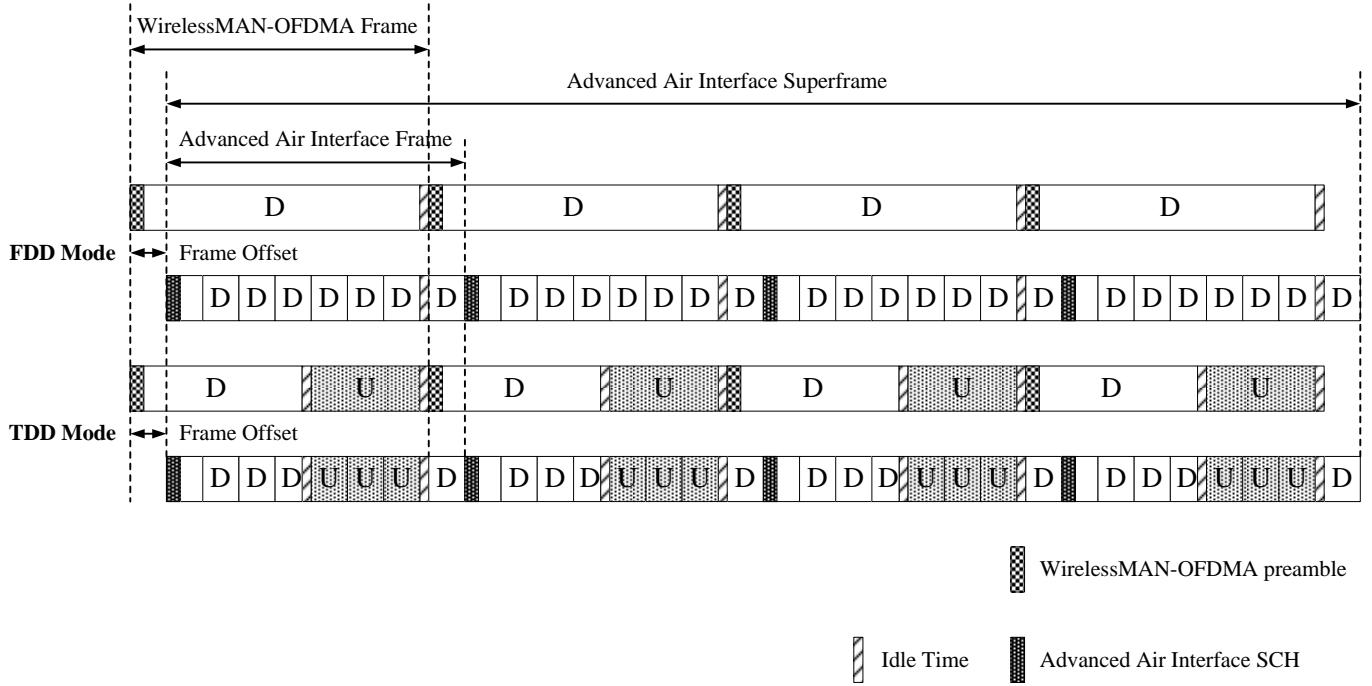 WirelessMAN-OFDMA Frame
Advanced Air Interface Superframe
Advanced Air Interface Frame
D D D D
FDD Mode Frame Offset
D D D D D D D D D D D D D D D D D D D D D D D D D D D
D U D U D U D U
TDD Mode Frame Offset
D D D U U U D D D D U U U D D D D U U U D D D D U U U D
WirelessMAN-OFDMA preamble
Idle Time Advanced Air Interface SCH